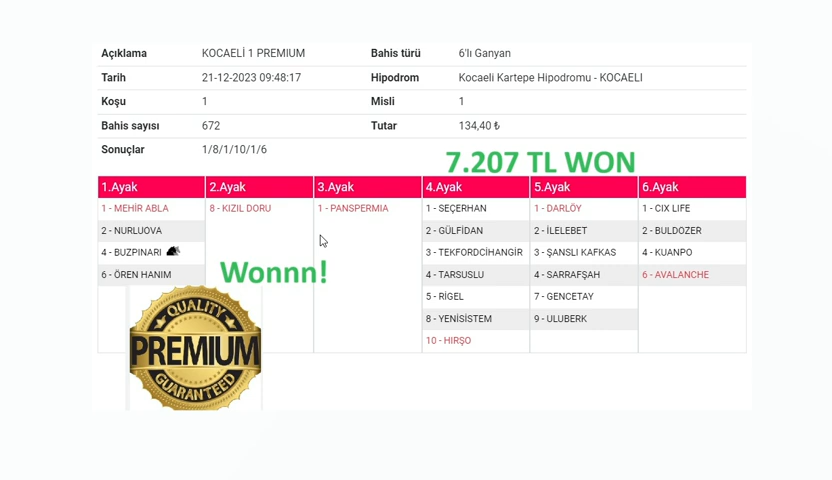 Açıklama KOCAELİ 1 PREMIUM Bahis türü 6'lı Ganyan
Tarih 21-12-2023 09:48:17 Hipodrom Kocaeli Kartepe Hipodromu - KOCAELI
Koşu 1 Misli 1
Bahis sayısı 672 Tutar 134,40 ₺
Sonuçlar 1/8/1/10/1/6
7.207 TL WON
1.Ayak 2.Ayak 3.Ayak 4.Ayak 5.Ayak 6.Ayak
1 - MEHİR ABLA 8 - KIZIL DORU 1 - PANSPERMIA 1 - SEÇERHAN 1 - DARLÖY 1 - CIX LIFE
2 - NURLUOVA 2 - GÜLFİDAN 2 - İLELEBET 2 - BULDOZER
4 - BUZPINARI 3 - TEKFORDCİHANGİR 3 - ŞANSLI KAFKAS 4 - KUANPO
6 - ÖREN HANIM 4 - TARSUSLU 4 - SARRAFŞAH 6 - AVALANCHE
Wonnn!
5 - RİGEL 7 - GENCETAY
8 - YENİSİSTEM 9 - ULUBERK
10 - HIRŞO
QUALITY
PREMIUM
GUARANTEED